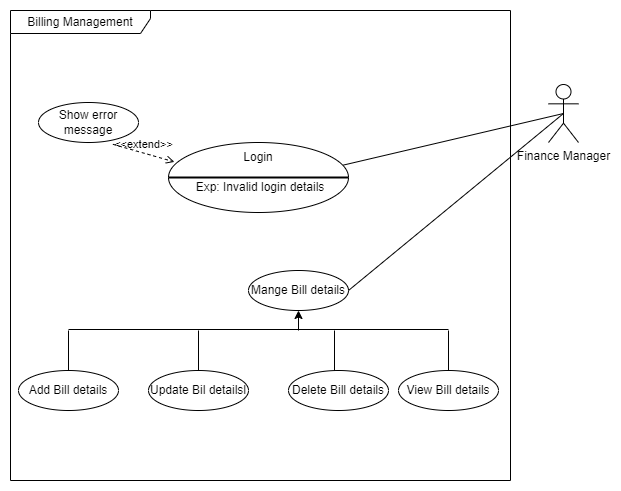 Billing Management
Show error
message
<<extend>>
Login
Exp: Invalid login details
Finance Manager
Mange Bill details
Add Bill details
Update Bil detailsl
Delete Bill details
View Bill details